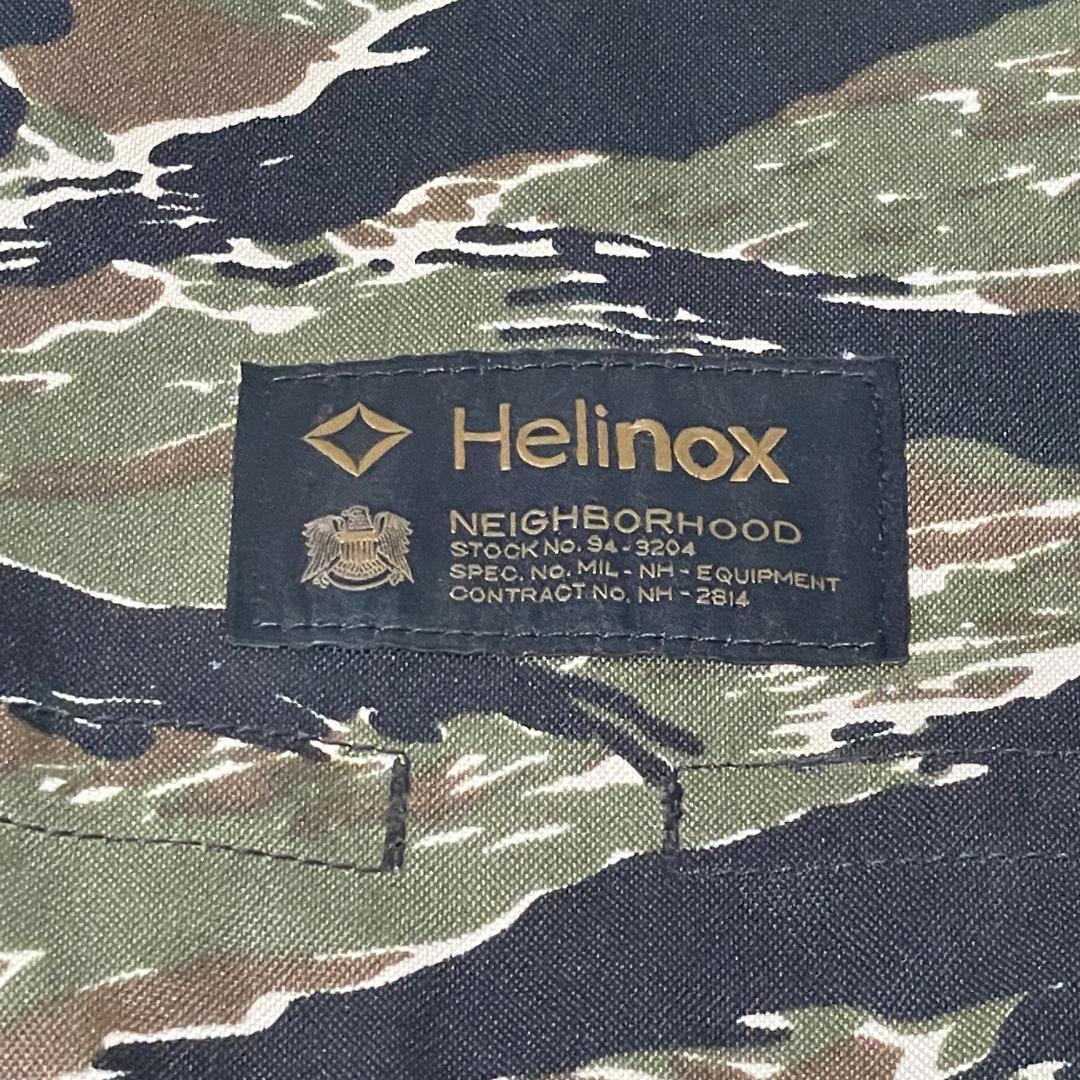 Helinox
NEIGHBORHOOD
STOCK No. 94-3204
SPEC. No. MIL-NH-EQUIPMENT
CONTRACT No. NH-2814